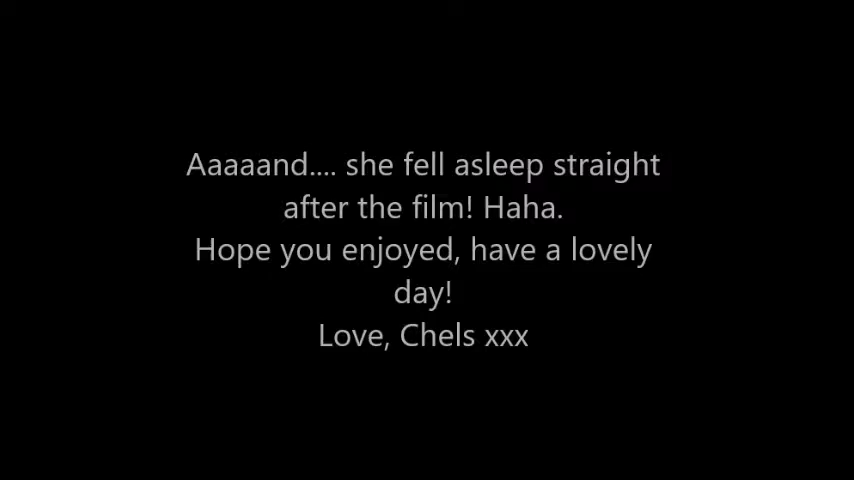 Aaaaand.... she fell asleep straight
after the film! Haha.
Hope you enjoyed, have a lovely
day!
Love, Chels xxx